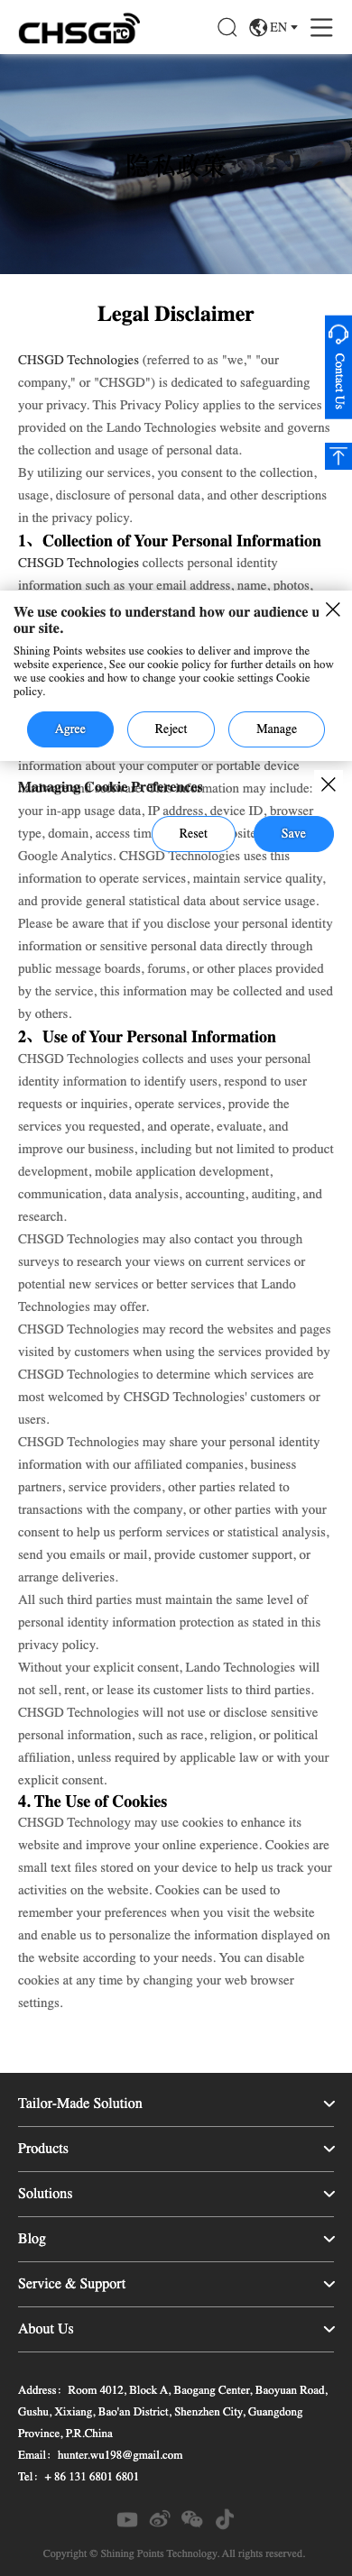 CHSGD
EN
隐私政策
Legal Disclaimer
CHSGD Technologies (referred to as "we," "our
company," or "CHSGD") is dedicated to safeguarding
your privacy. This Privacy Policy applies to the services
provided on the Lando Technologies website and governs
the collection and usage of personal data.
Contact Us
By utilizing our services, you consent to the collection,
usage, disclosure of personal data, and other descriptions
in the privacy policy.
1、Collection of Your Personal Information
CHSGD Technologies collects personal identity
information such as your email address, name, photos,
We use cookies to understand how our audience u
our site.
Shining Points websites use cookies to deliver and improve the
website experience, See our cookie policy for further details on how
we use cookies and how to change your cookie settings Cookie
policy.
Agree
Reject
Manage
information about your computer or portable device
Managing Cookie Preferences
information may include:
your in-app usage data, IP address, device ID, browser
type, domain, access
Reset
Save
Google Analytics. CHSGD Technologies uses this
information to operate services, maintain service quality,
and provide general statistical data about service usage.
Please be aware that if you disclose your personal identity
information or sensitive personal data directly through
public message boards, forums, or other places provided
by the service, this information may be collected and used
by others.
2、Use of Your Personal Information
CHSGD Technologies collects and uses your personal
identity information to identify users, respond to user
requests or inquiries, operate services, provide the
services you requested, and operate, evaluate, and
improve our business, including but not limited to product
development, mobile application development,
communication, data analysis, accounting, auditing, and
research.
CHSGD Technologies may also contact you through
surveys to research your views on current services or
potential new services or better services that Lando
Technologies may offer.
CHSGD Technologies may record the websites and pages
visited by customers when using the services provided by
CHSGD Technologies to determine which services are
most welcomed by CHSGD Technologies' customers or
users.
CHSGD Technologies may share your personal identity
information with our affiliated companies, business
partners, service providers, other parties related to
transactions with the company, or other parties with your
consent to help us perform services or statistical analysis,
send you emails or mail, provide customer support, or
arrange deliveries.
All such third parties must maintain the same level of
personal identity information protection as stated in this
privacy policy.
Without your explicit consent, Lando Technologies will
not sell, rent, or lease its customer lists to third parties.
CHSGD Technologies will not use or disclose sensitive
personal information, such as race, religion, or political
affiliation, unless required by applicable law or with your
explicit consent.
4. The Use of Cookies
CHSGD Technology may use cookies to enhance its
website and improve your online experience. Cookies are
small text files stored on your device to help us track your
activities on the website. Cookies can be used to
remember your preferences when you visit the website
and enable us to personalize the information displayed on
the website according to your needs. You can disable
cookies at any time by changing your web browser
settings.
Tailor-Made Solution
Products
Solutions
Blog
Service & Support
About Us
Address：Room 4012, Block A, Baogang Center, Baoyuan Road,
Gushu, Xixiang, Bao'an District, Shenzhen City, Guangdong
Province, P.R.China
Email：hunter.wu198@gmail.com
Tel：+ 86 131 6801 6801
Copyright © Shining Points Technology. All rights reserved.